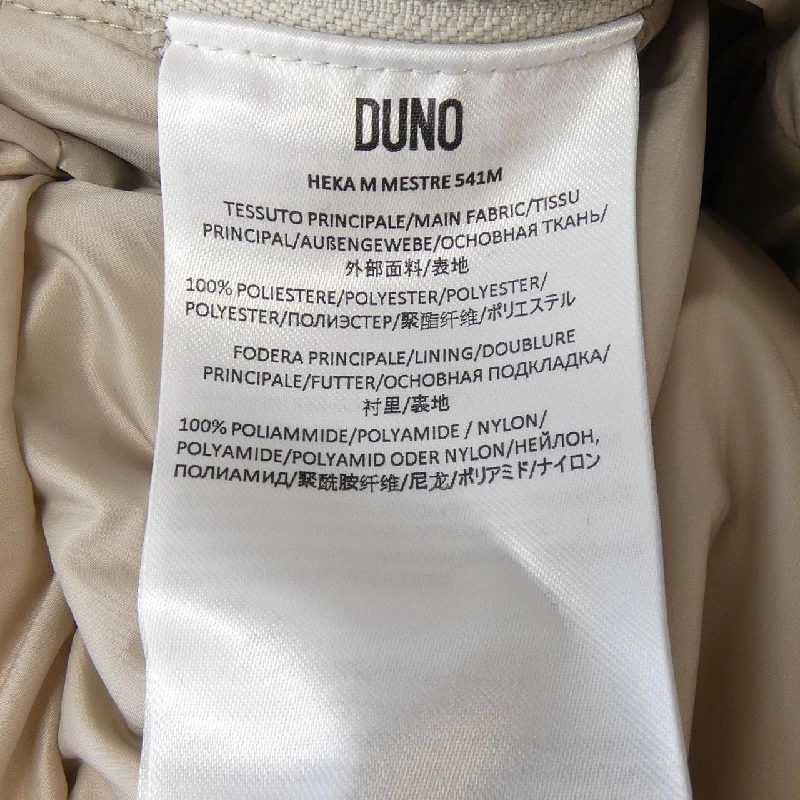 DUNO
HEKA M MESTRE 541M
TESSUTO PRINCIPALE/MAIN FABRIC/TISSU
PRINCIPAL/AUßENGEWEBE/ОСНОВНАЯ ТКАНЬ/
外部面料/表地
100% POLIESTERE/POLYESTER/POLYESTER/
POLYESTER/ПОЛИЭСТЕР/聚酯纤维/ポリエステル
FODERA PRINCIPALE/LINING/DOUBLURE
PRINCIPALE/FUTTER/ОСНОВНАЯ ПОДКЛАДКА/
衬里/裏地
100% POLIAMMIDE/POLYAMIDE / NYLON/
POLYAMIDE/POLYAMID ODER NYLON/НЕЙЛОН,
ПОЛИАМИД/聚酰胺纤维/尼龙/ポリアミド/ナイロン